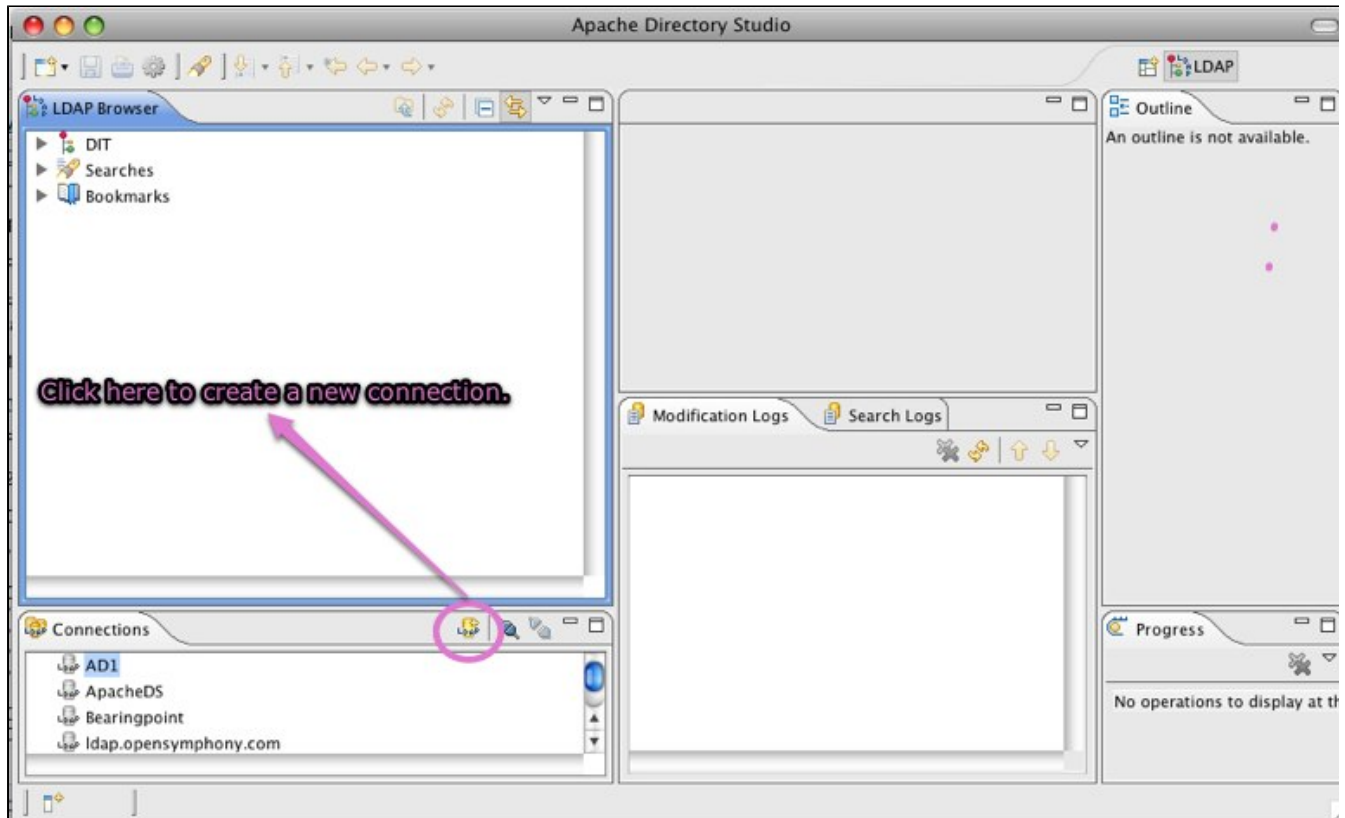 Apache Directory Studio
LDAP
LDAP Browser
DIT
Searches
Bookmarks
Click here to create a new connection.
Connections
AD1
ApacheDS
Bearingpoint
ldap.opensymphony.com
Modification Logs
Search Logs
Outline
An outline is not available.
Progress
No operations to display at th